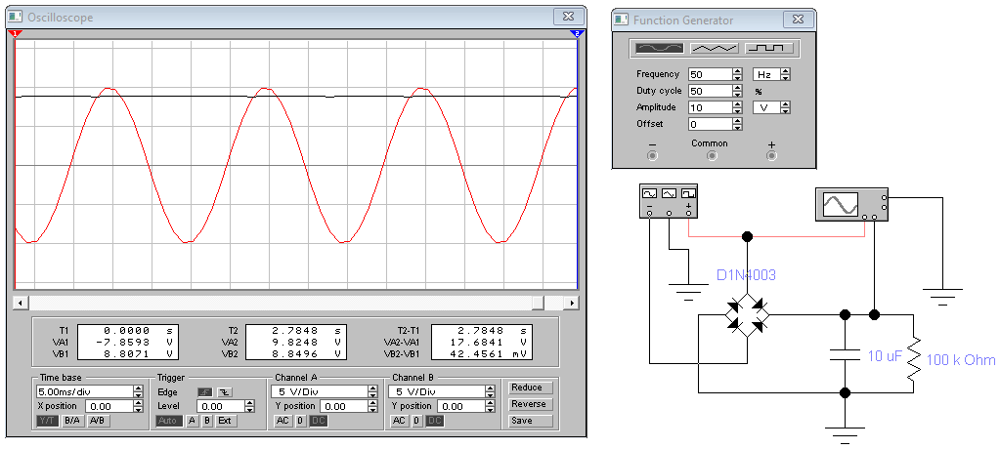 Oscilloscope
1 2
T1 0.0000 s T2 2.7848 s T2-T1 2.7848 s
VA1 -7.8593 V VA2 9.8248 V VA2-VA1 17.6841 V
VB1 8.8071 V VB2 8.8496 V VB2-VB1 42.4561 mV
Time base Trigger Channel A Channel B
5.00ms/div Edge 5 V/Div 5 V/Div Reduce
X position 0.00 Level 0.00 Y position 0.00 Y position 0.00 Reverse
Y/T B/A A/B Auto A B Ext AC 0 DC AC 0 DC Save
Function Generator
Frequency 50 Hz
Duty cycle 50 %
Amplitude 10 V
Offset 0
− Common +
− +
D1N4003
10 uF 100 k Ohm